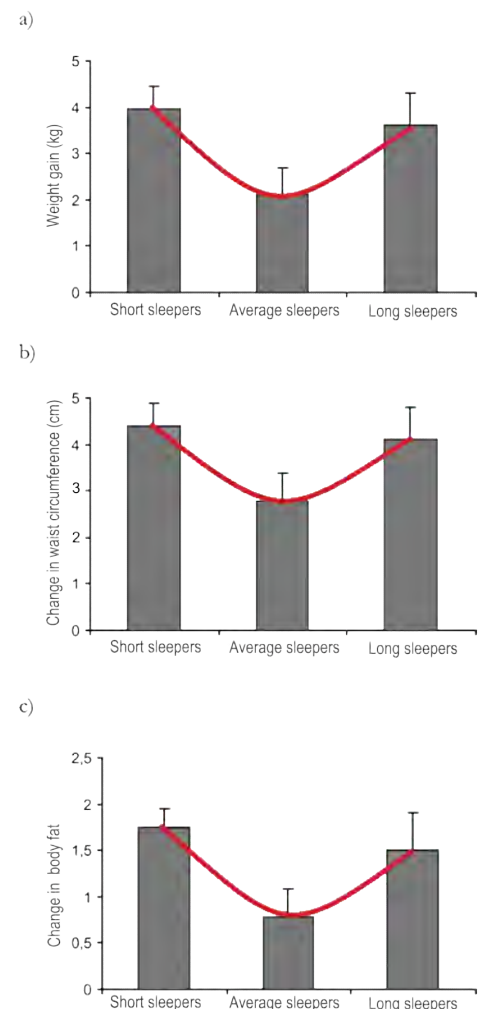 a)
5
4
3
2
1
0
Weight gain (kg)
Short sleepers Average sleepers Long sleepers
b)
5
4
3
2
1
0
Change in waist circumference (cm)
Short sleepers Average sleepers Long sleepers
c)
2,5
2
1,5
1
0,5
0
Change in body fat
Short sleepers Average sleepers Long sleepers